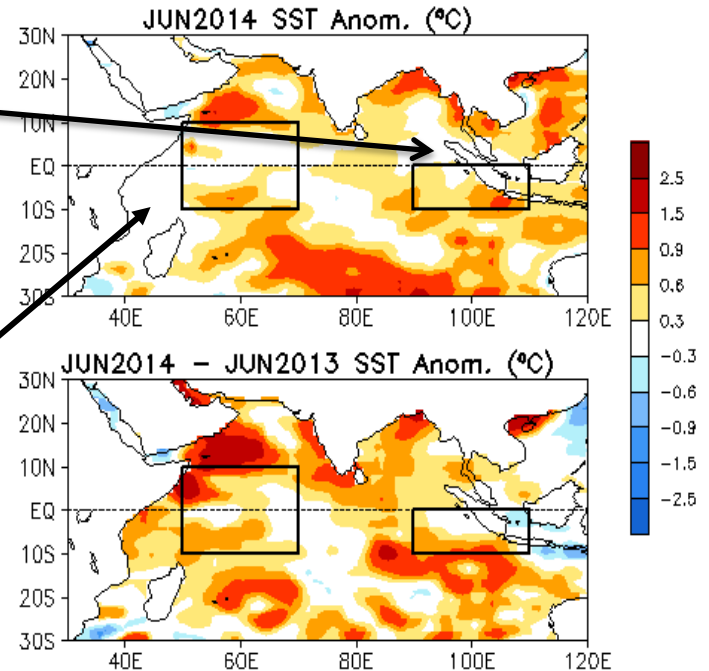 JUN2014 SST Anom. (°C)
30N
20N
10N
EQ
10S
20S
30S
40E 60E 80E 100E 120E
2.5
1.5
0.9
0.6
0.3
-0.3
-0.6
-0.9
-1.5
-2.5
JUN2014 - JUN2013 SST Anom. (°C)
30N
20N
10N
EQ
10S
20S
30S
40E 60E 80E 100E 120E